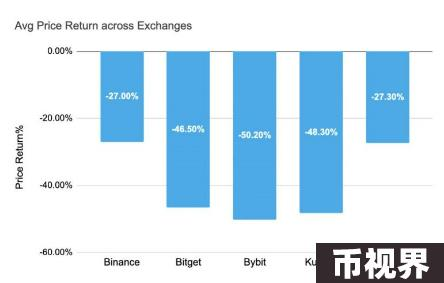 Avg Price Return across Exchanges
0.00%
-20.00%
-40.00%
-60.00%
Price Return%
-27.00%
-46.50%
-50.20%
-48.30%
-27.30%
Binance
Bitget
Bybit
币视界